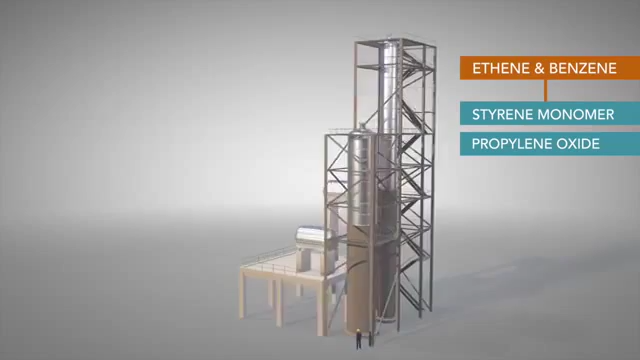 ETHENE & BENZENE
STYRENE MONOMER
PROPYLENE OXIDE